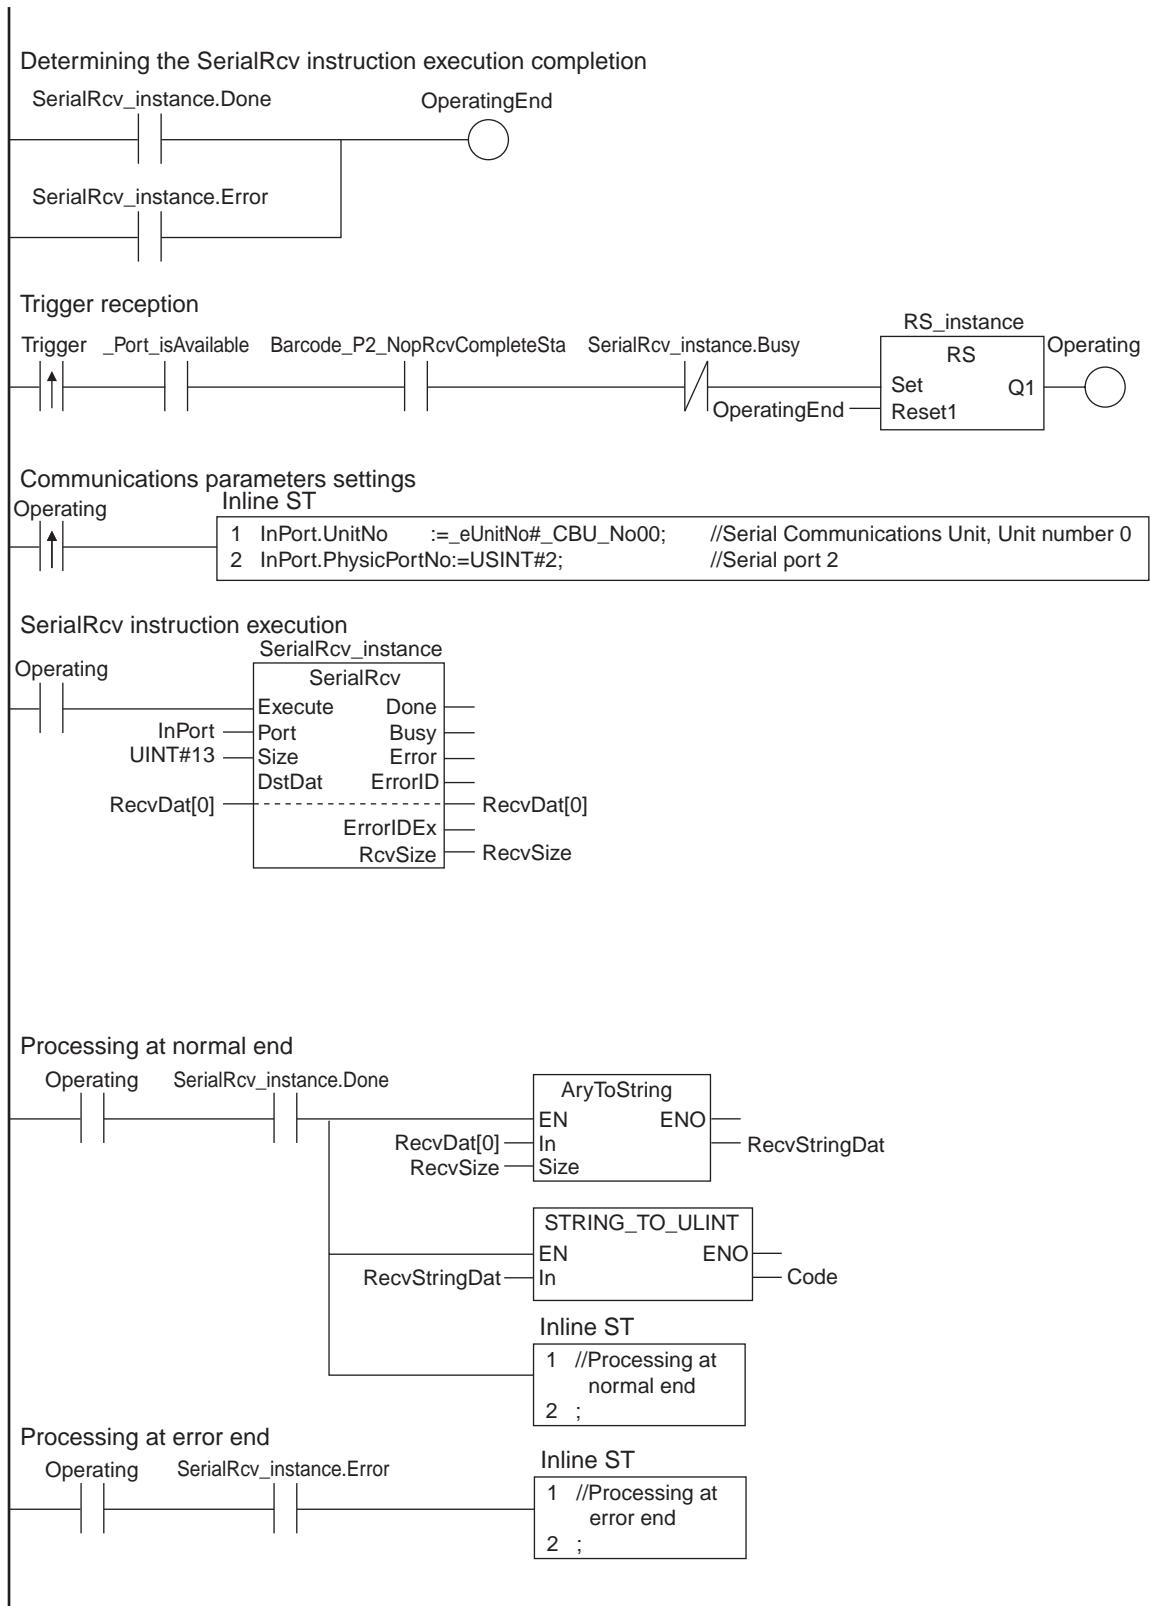 Determining the SerialRcv instruction execution completion
SerialRcv_instance.Done
OperatingEnd
SerialRcv_instance.Error
Trigger reception
RS_instance
Trigger _Port_isAvailable Barcode_P2_NopRcvCompleteSta SerialRcv_instance.Busy
RS
Operating
Set Q1
OperatingEnd
Reset1
Communications parameters settings
Operating
Inline ST
1 InPort.UnitNo :=_eUnitNo#_CBU_No00; //Serial Communications Unit, Unit number 0
2 InPort.PhysicPortNo:=USINT#2; //Serial port 2
SerialRcv instruction execution
SerialRcv_instance
Operating
SerialRcv
Execute Done
InPort Port Busy
UINT#13 Size Error
DstDat ErrorID
RecvDat[0] RecvDat[0]
ErrorIDEx
RcvSize RecvSize
Processing at normal end
Operating SerialRcv_instance.Done
AryToString
EN ENO
RecvDat[0] In RecvStringDat
RecvSize Size
STRING_TO_ULINT
EN ENO
RecvStringDat In Code
Inline ST
1 //Processing at
normal end
2 ;
Processing at error end
Operating SerialRcv_instance.Error
Inline ST
1 //Processing at
error end
2 ;